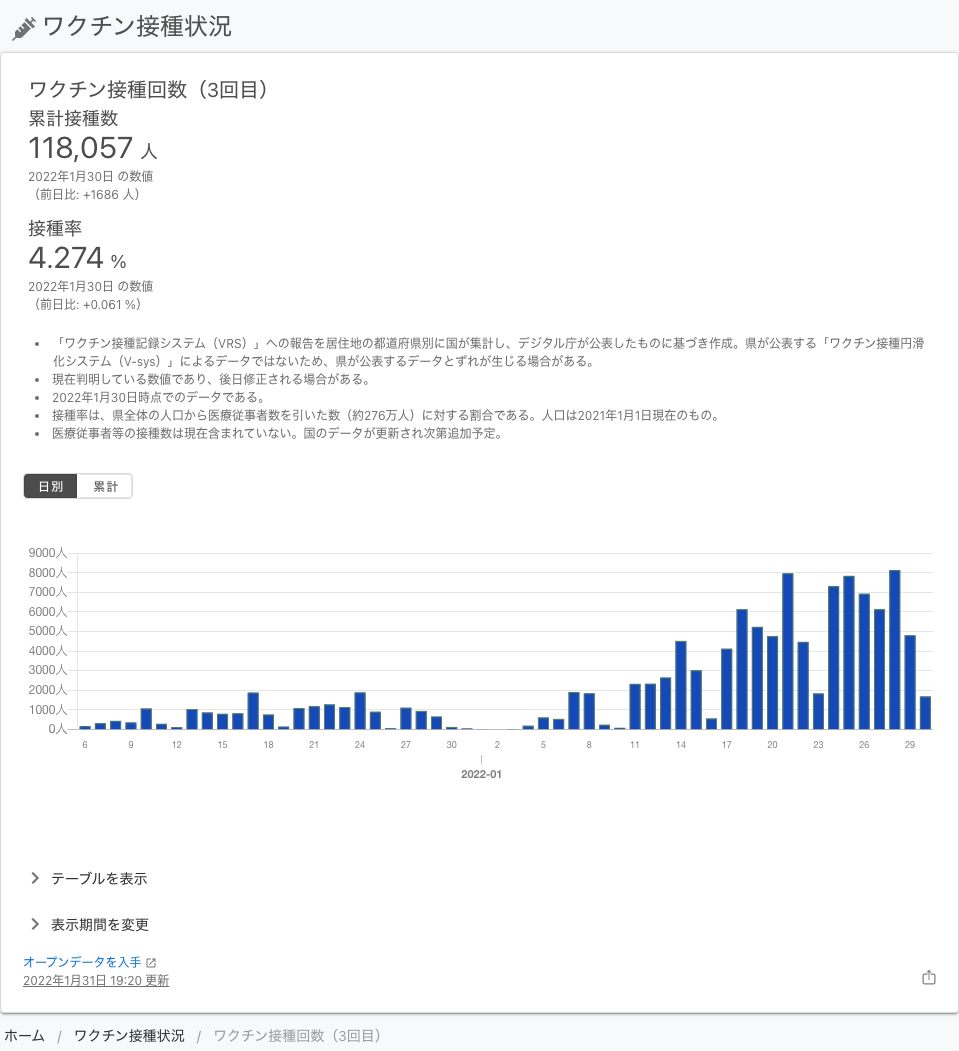 ワクチン接種状況
ワクチン接種回数（3回目）
累計接種数
118,057 人
2022年1月30日 の数値
（前日比: +1686 人）
接種率
4.274 %
2022年1月30日 の数値
（前日比: +0.061 %）
• 「ワクチン接種記録システム（VRS）」への報告を居住地の都道府県別に国が集計し、デジタル庁が公表したものに基づき作成。県が公表する「ワクチン接種円滑
化システム（V-sys）」によるデータではないため、県が公表するデータとずれが生じる場合がある。
• 現在判明している数値であり、後日修正される場合がある。
• 2022年1月30日時点でのデータである。
• 接種率は、県全体の人口から医療従事者数を引いた数（約276万人）に対する割合である。人口は2021年1月1日現在のもの。
• 医療従事者等の接種数は現在含まれていない。国のデータが更新され次第追加予定。
日別 累計
9000人
8000人
7000人
6000人
5000人
4000人
3000人
2000人
1000人
0人
6 9 12 15 18 21 24 27 30 2 5 8 11 14 17 20 23 26 29
2022-01
テーブルを表示
表示期間を変更
オープンデータを入手
2022年1月31日 19:20 更新
ホーム / ワクチン接種状況 / ワクチン接種回数（3回目）